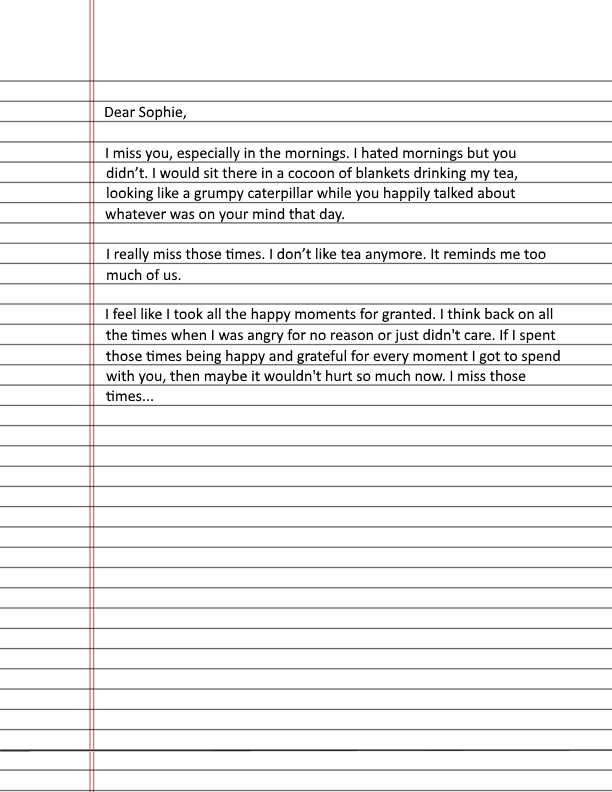 Dear Sophie,
I miss you, especially in the mornings. I hated mornings but you
didn’t. I would sit there in a cocoon of blankets drinking my tea,
looking like a grumpy caterpillar while you happily talked about
whatever was on your mind that day.
I really miss those times. I don’t like tea anymore. It reminds me too
much of us.
I feel like I took all the happy moments for granted. I think back on all
the times when I was angry for no reason or just didn't care. If I spent
those times being happy and grateful for every moment I got to spend
with you, then maybe it wouldn't hurt so much now. I miss those
times...